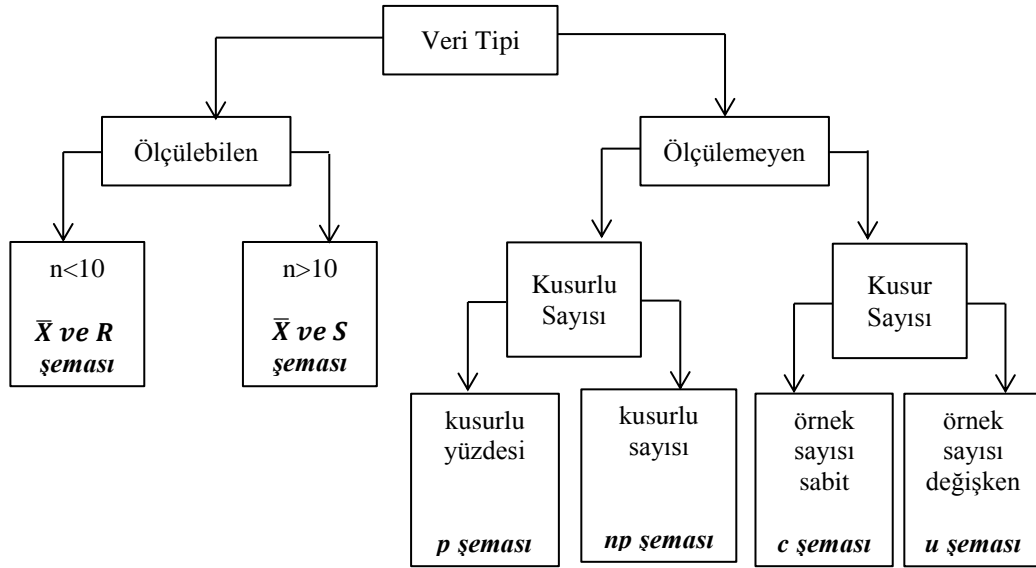 Veri Tipi
Ölçülebilen
Ölçülemeyen
n<10
X̅ ve R
şeması
n>10
X̅ ve S
şeması
Kusurlu
Sayısı
Kusur
Sayısı
kusurlu
yüzdesi
p şeması
kusurlu
sayısı
np şeması
örnek
sayısı
sabit
c şeması
örnek
sayısı
değişken
u şeması